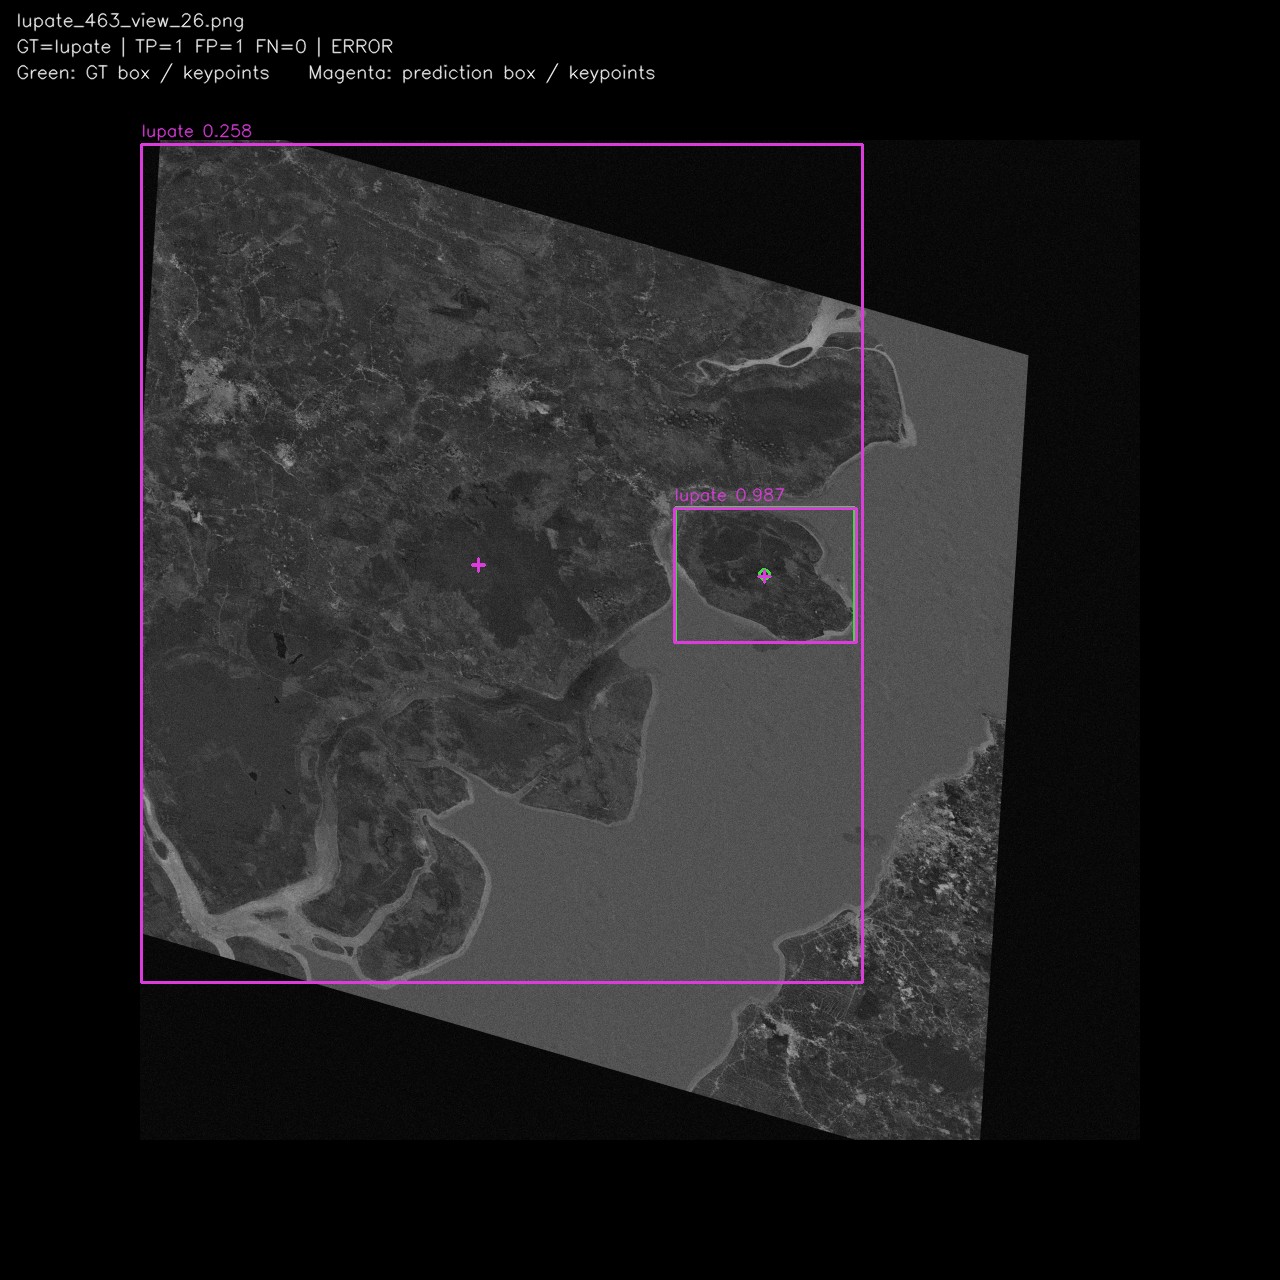 lupate_463_view_26.png
GT=lupate | TP=1 FP=1 FN=0 | ERROR
Green: GT box / keypoints    Magenta: prediction box / keypoints
lupate 0.258
lupate 0.987